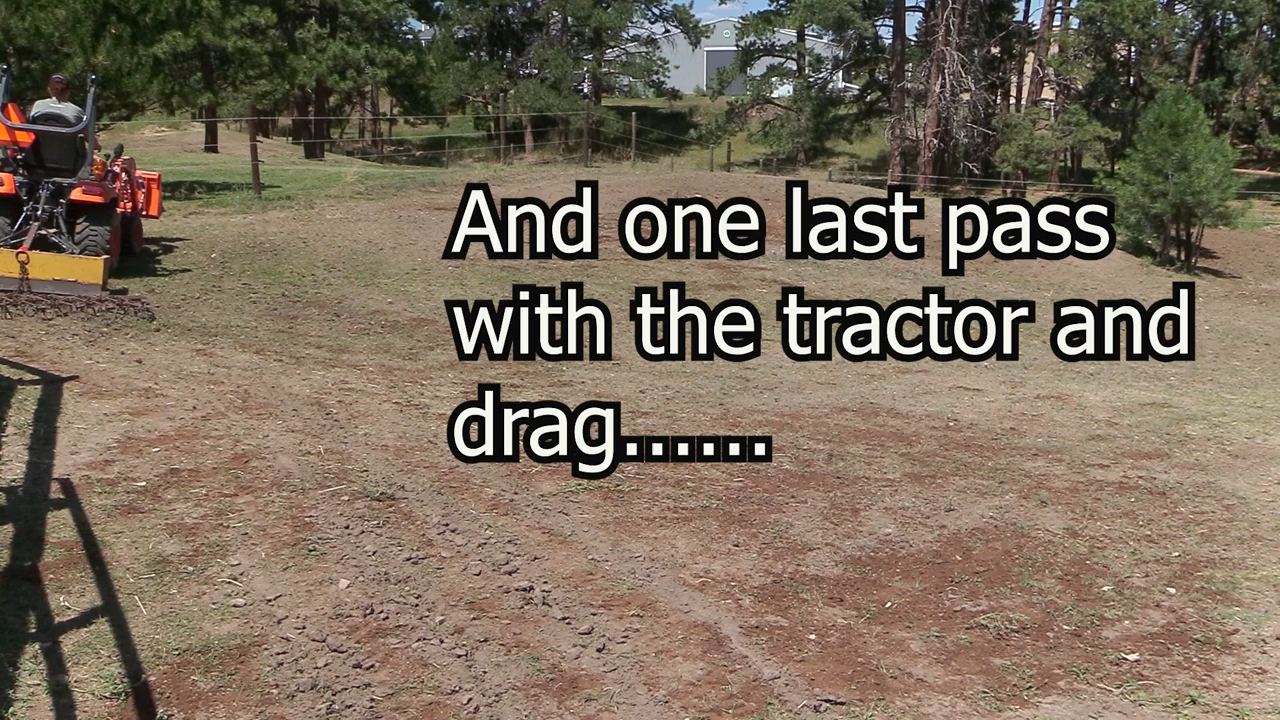 And one last pass
with the tractor and
drag......